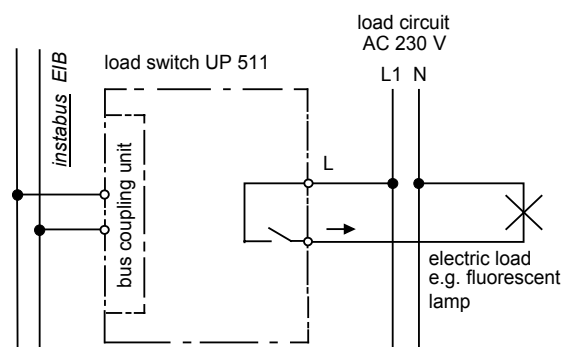 load circuit
AC 230 V
load switch UP 511
L1 N
instabus EIB
bus coupling unit
L
electric load
e.g. fluorescent
lamp